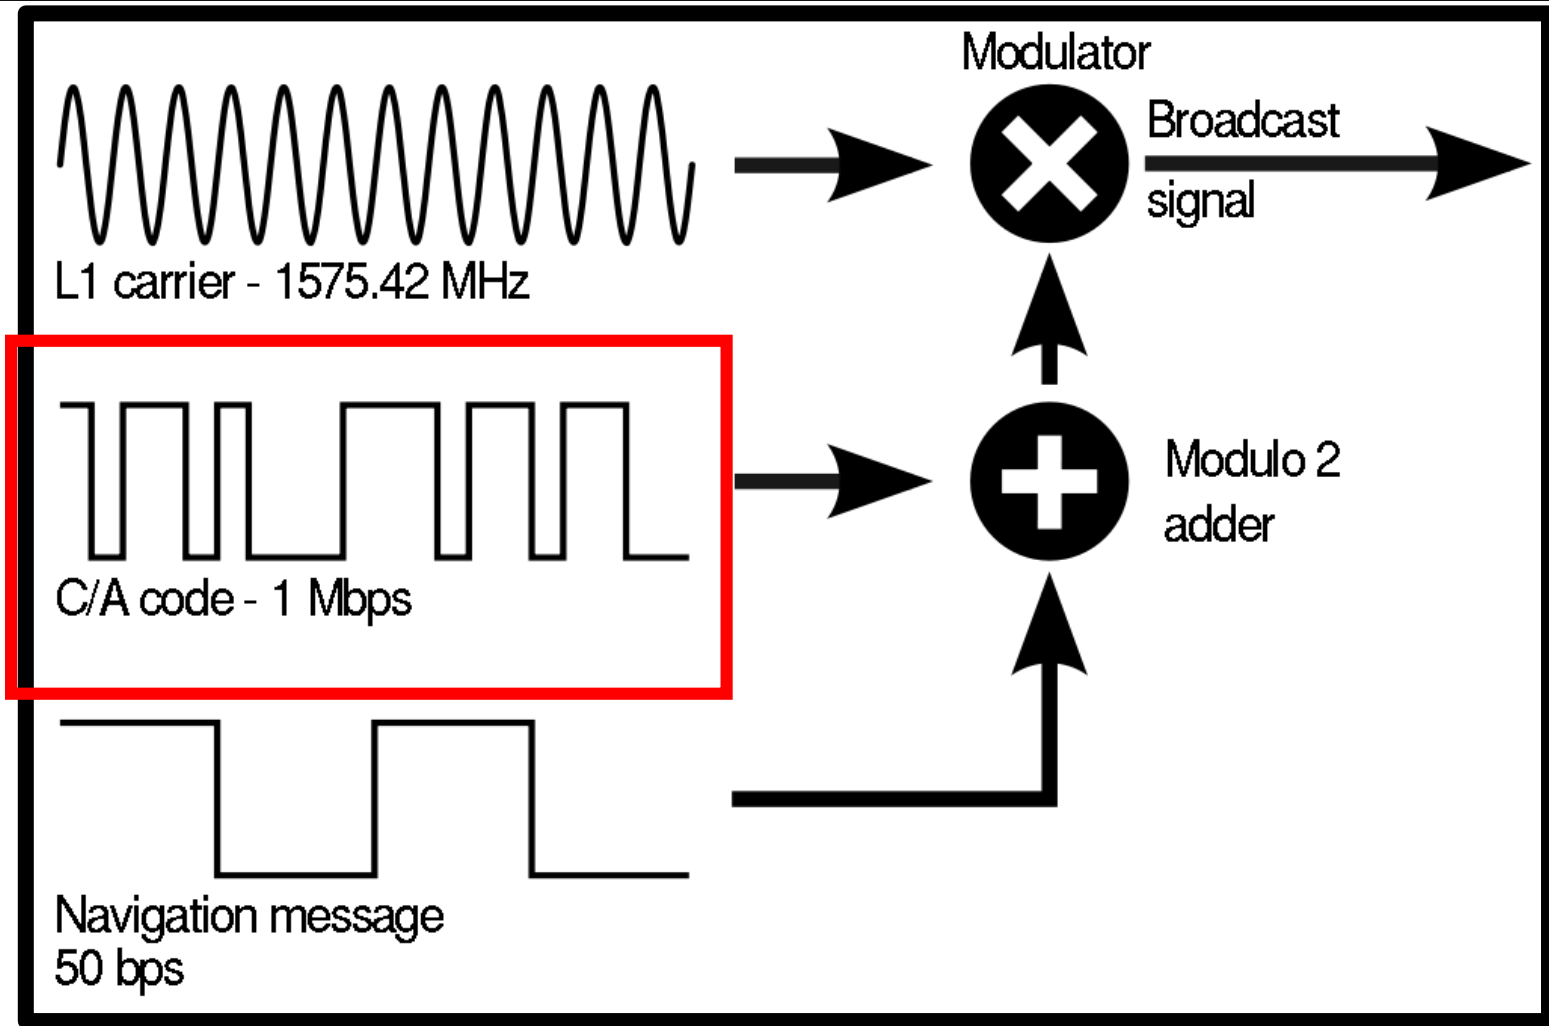 Modulator
Broadcast
signal
L1 carrier - 1575.42 MHz
C/A code - 1 Mbps
Modulo 2
adder
Navigation message
50 bps